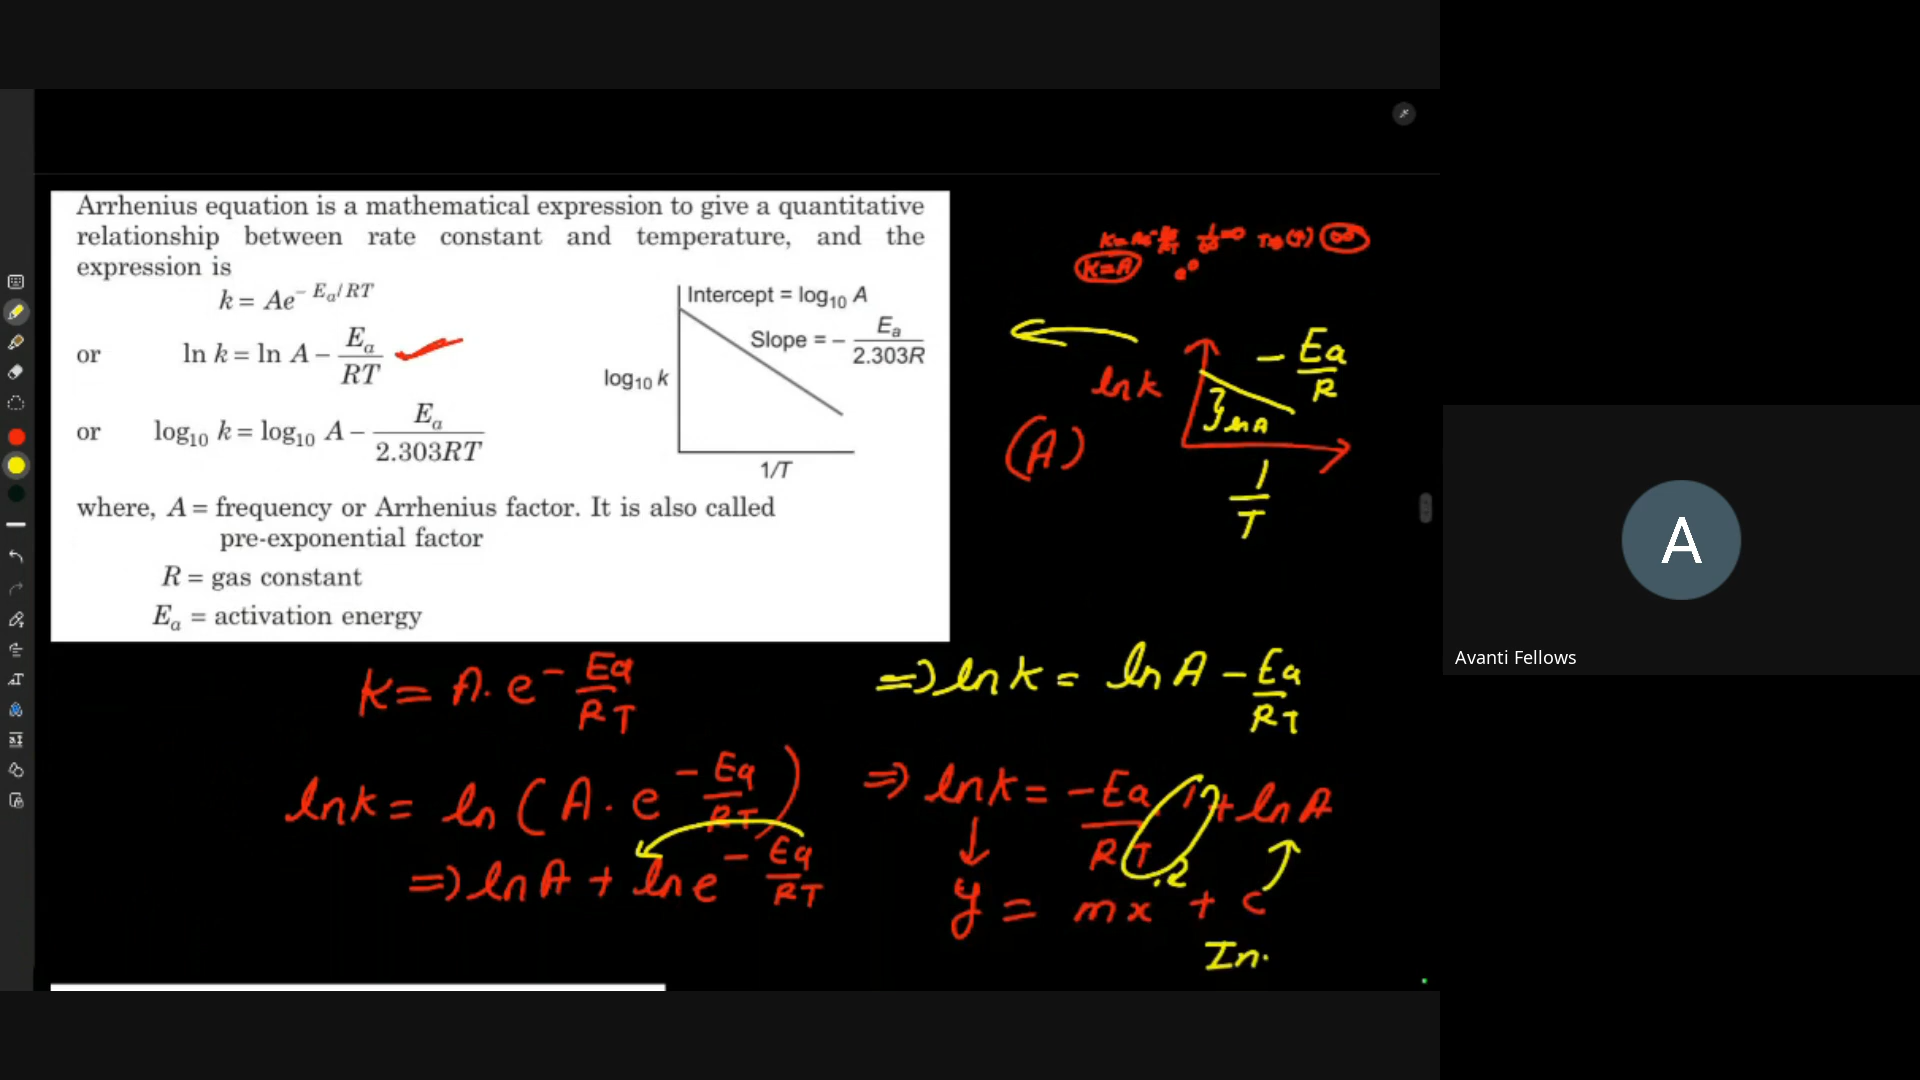 Arrhenius equation is a mathematical expression to give a quantitative
relationship between rate constant and temperature, and the
expression is
k = Ae^{- Ea/RT}
or ln k = ln A - Ea/RT
or log10 k = log10 A - Ea/2.303RT
Intercept = log10 A
Slope = - Ea/2.303R
log10 k
1/T
where, A = frequency or Arrhenius factor. It is also called
pre-exponential factor
R = gas constant
Ea = activation energy
K=A
ln k
- Ea/R
ln A
(A)
1/T
K = A. e^{- Ea/RT}
lnk = ln (A. e^{- Ea/RT})
=> ln A + ln e^{- Ea/RT}
=> ln k = ln A - Ea/RT
=> ln k = -Ea/RT + ln A
y = mx + c
In.
A
Avanti Fellows